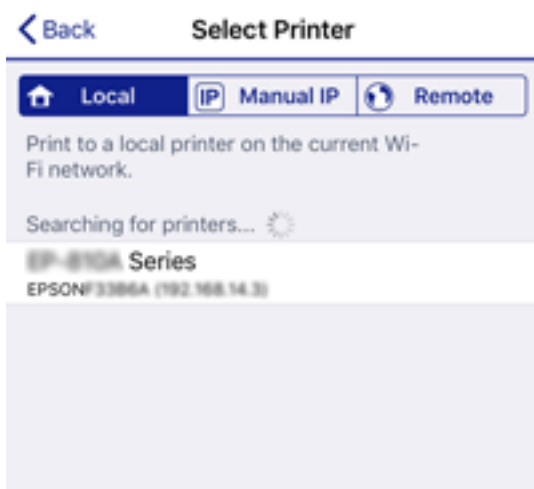 Back
Select Printer
Local
IP Manual IP
Remote
Print to a local printer on the current Wi-
Fi network.
Searching for printers...
Series
EPSON